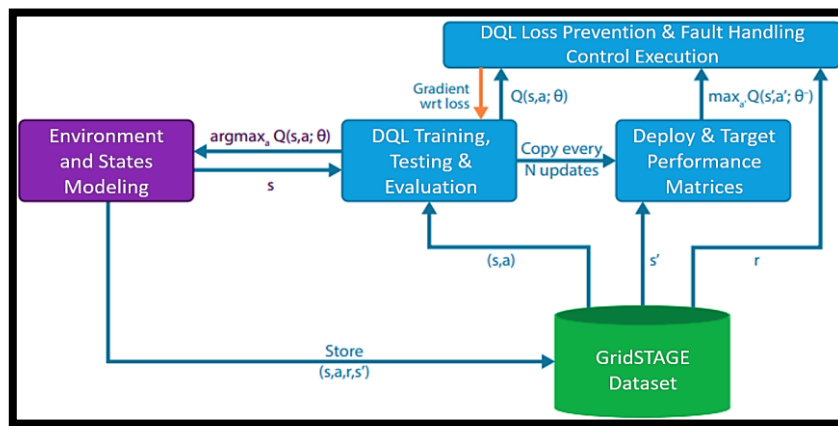 DQL Loss Prevention & Fault Handling
Control Execution
Gradient
wrt loss
Q(s,a; θ)
maxₐ' Q(s',a'; θ⁻)
Environment
and States
Modeling
argmaxₐ Q(s,a; θ)
s
DQL Training,
Testing &
Evaluation
Copy every
N updates
Deploy & Target
Performance
Matrices
(s,a)
s'
r
Store
(s,a,r,s')
GridSTAGE
Dataset